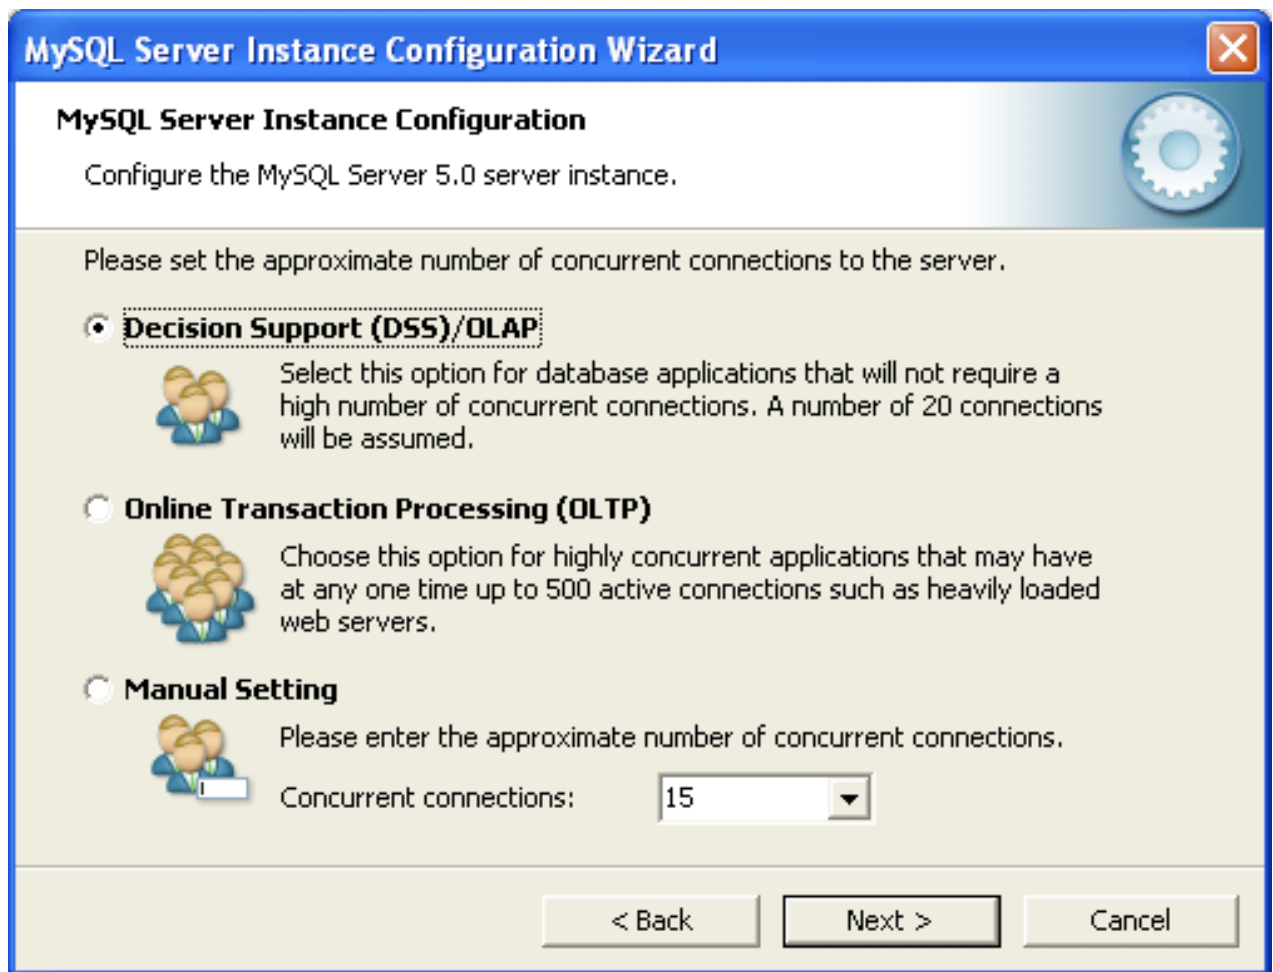 MySQL Server Instance Configuration Wizard
MySQL Server Instance Configuration
Configure the MySQL Server 5.0 server instance.
Please set the approximate number of concurrent connections to the server.
Decision Support (DSS)/OLAP
Select this option for database applications that will not require a
high number of concurrent connections. A number of 20 connections
will be assumed.
Online Transaction Processing (OLTP)
Choose this option for highly concurrent applications that may have
at any one time up to 500 active connections such as heavily loaded
web servers.
Manual Setting
Please enter the approximate number of concurrent connections.
Concurrent connections: 15
< Back Next > Cancel